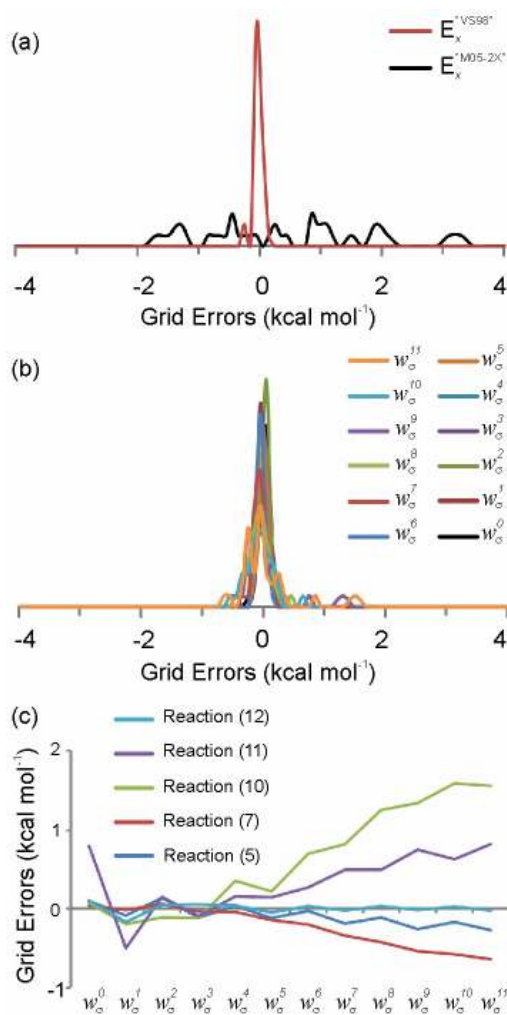 (a)
E_x^"VS98"
E_x^"M05-2X"
-4 -2 0 2 4
Grid Errors (kcal mol⁻¹)
(b)
w_σ^11 w_σ^5
w_σ^10 w_σ^4
w_σ^9 w_σ^3
w_σ^8 w_σ^2
w_σ^7 w_σ^1
w_σ^6 w_σ^0
-4 -2 0 2 4
Grid Errors (kcal mol⁻¹)
(c)
Reaction (12)
Reaction (11)
Reaction (10)
Reaction (7)
Reaction (5)
Grid Errors (kcal mol⁻¹)
2
1
0
-1
w_σ^0 w_σ^1 w_σ^2 w_σ^3 w_σ^4 w_σ^5 w_σ^6 w_σ^7 w_σ^8 w_σ^9 w_σ^10 w_σ^11